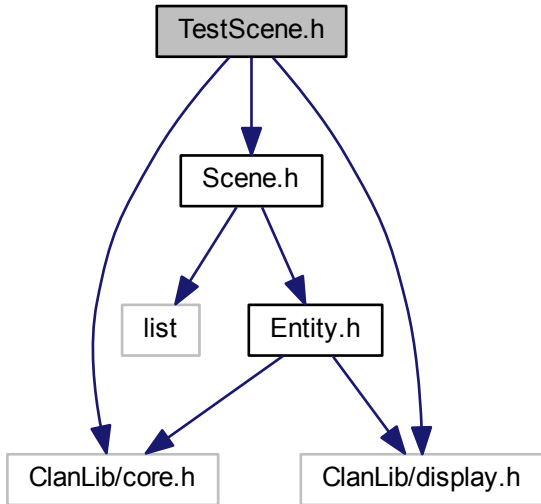 TestScene.h
Scene.h
list
Entity.h
ClanLib/core.h
ClanLib/display.h